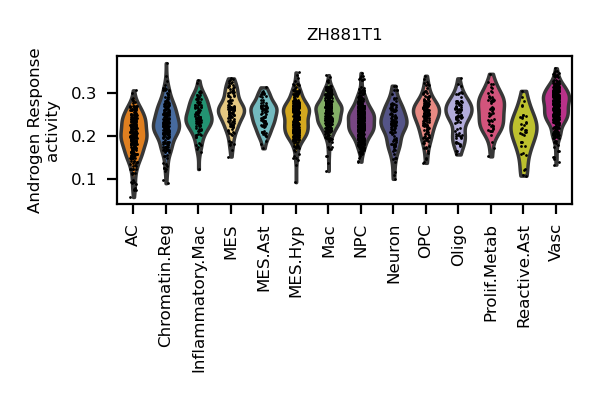 ZH881T1
Androgen Response
activity
0.3
0.2
0.1
AC
Chromatin.Reg
Inflammatory.Mac
MES
MES.Ast
MES.Hyp
Mac
NPC
Neuron
OPC
Oligo
Prolif.Metab
Reactive.Ast
Vasc